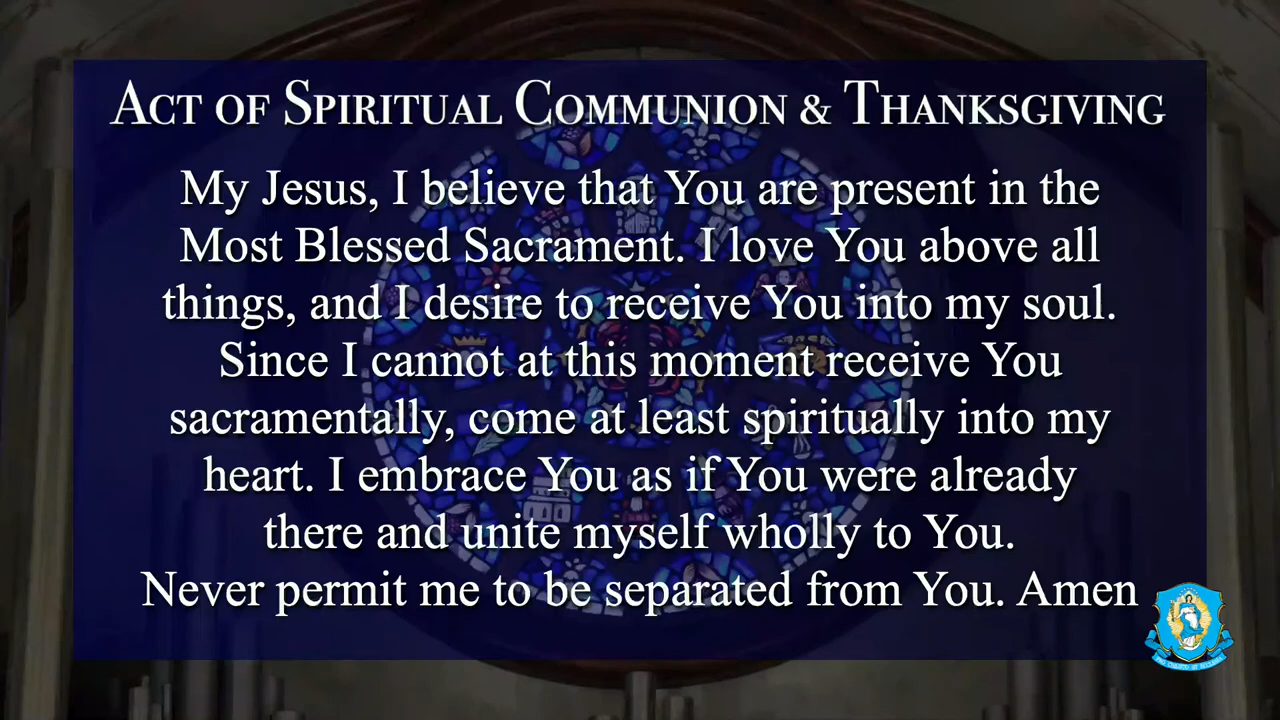 ACT OF SPIRITUAL COMMUNION & THANKSGIVING
My Jesus, I believe that You are present in the
Most Blessed Sacrament. I love You above all
things, and I desire to receive You into my soul.
Since I cannot at this moment receive You
sacramentally, come at least spiritually into my
heart. I embrace You as if You were already
there and unite myself wholly to You.
Never permit me to be separated from You. Amen